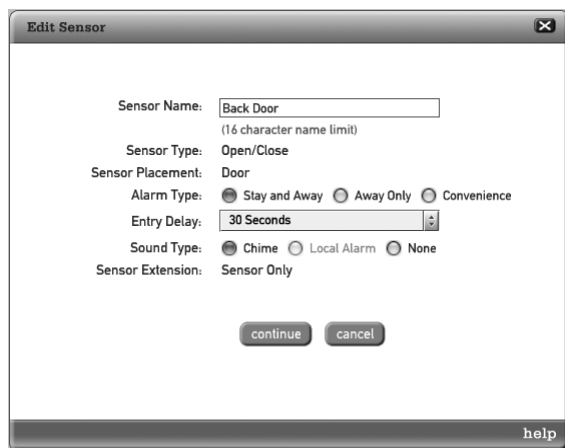 Edit Sensor
Sensor Name: Back Door
(16 character name limit)
Sensor Type: Open/Close
Sensor Placement: Door
Alarm Type: Stay and Away Away Only Convenience
Entry Delay: 30 Seconds
Sound Type: Chime Local Alarm None
Sensor Extension: Sensor Only
continue cancel
help